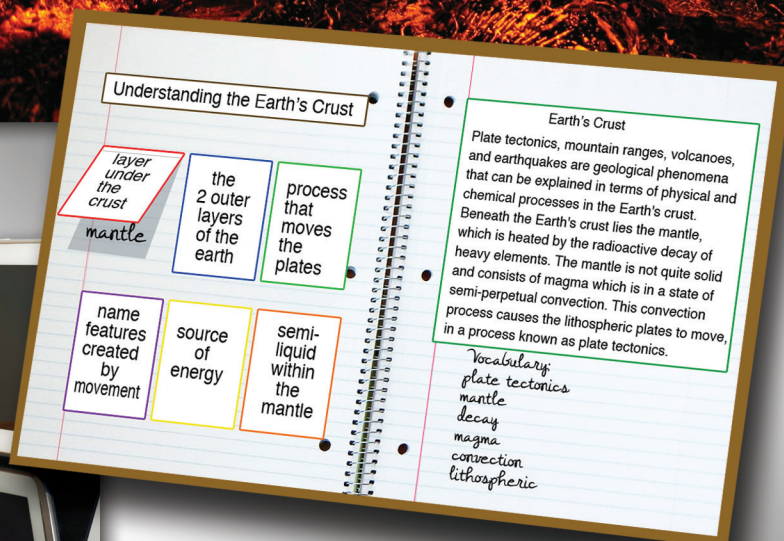 Understanding the Earth's Crust
layer
under
the
crust
mantle
the
2 outer
layers
of the
earth
process
that
moves
the
plates
name
features
created
by
movement
source
of
energy
semi-
liquid
within
the
mantle
Earth's Crust
Plate tectonics, mountain ranges, volcanoes,
and earthquakes are geological phenomena
that can be explained in terms of physical and
chemical processes in the Earth's crust.
Beneath the Earth's crust lies the mantle,
which is heated by the radioactive decay of
heavy elements. The mantle is not quite solid
and consists of magma which is in a state of
semi-perpetual convection. This convection
process causes the lithospheric plates to move,
in a process known as plate tectonics.
Vocabulary:
plate tectonics
mantle
decay
magma
convection
lithospheric